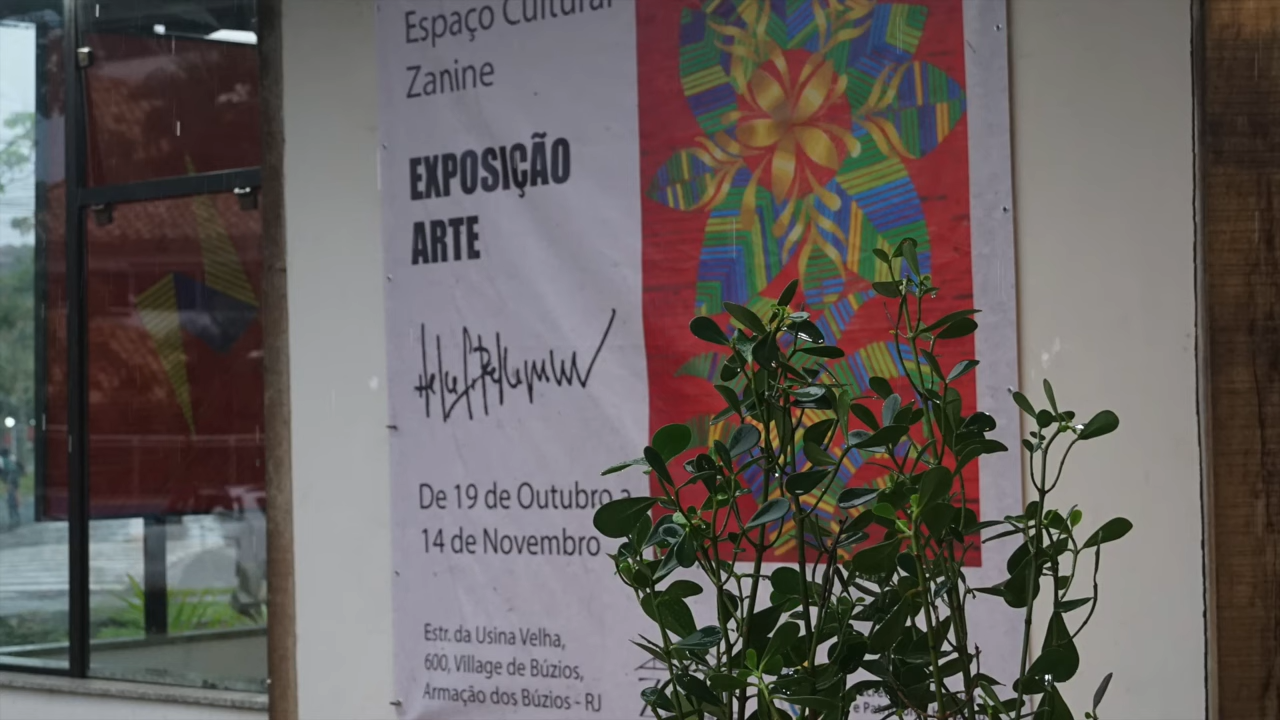 Espaço Cultural
Zanine
EXPOSIÇÃO
ARTE
De 19 de Outubro a
14 de Novembro
Estr. da Usina Velha,
600, Village de Búzios,
Armação dos Búzios - RJ